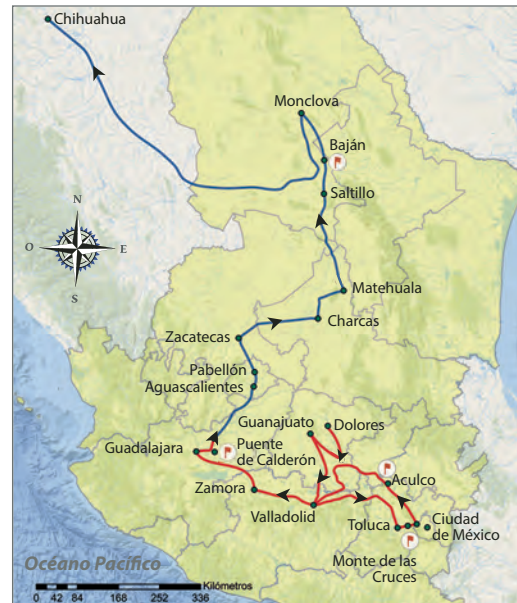 Chihuahua
Monclova
Baján
Saltillo
N
O
E
S
Matehuala
Charcas
Zacatecas
Pabellón
Aguascalientes
Guanajuato
Dolores
Guadalajara
Puente
de Calderón
Aculco
Zamora
Valladolid
Toluca
Ciudad
de México
Monte de las
Cruces
Océano Pacífico
Kilómetros
0 42 84 168 252 336